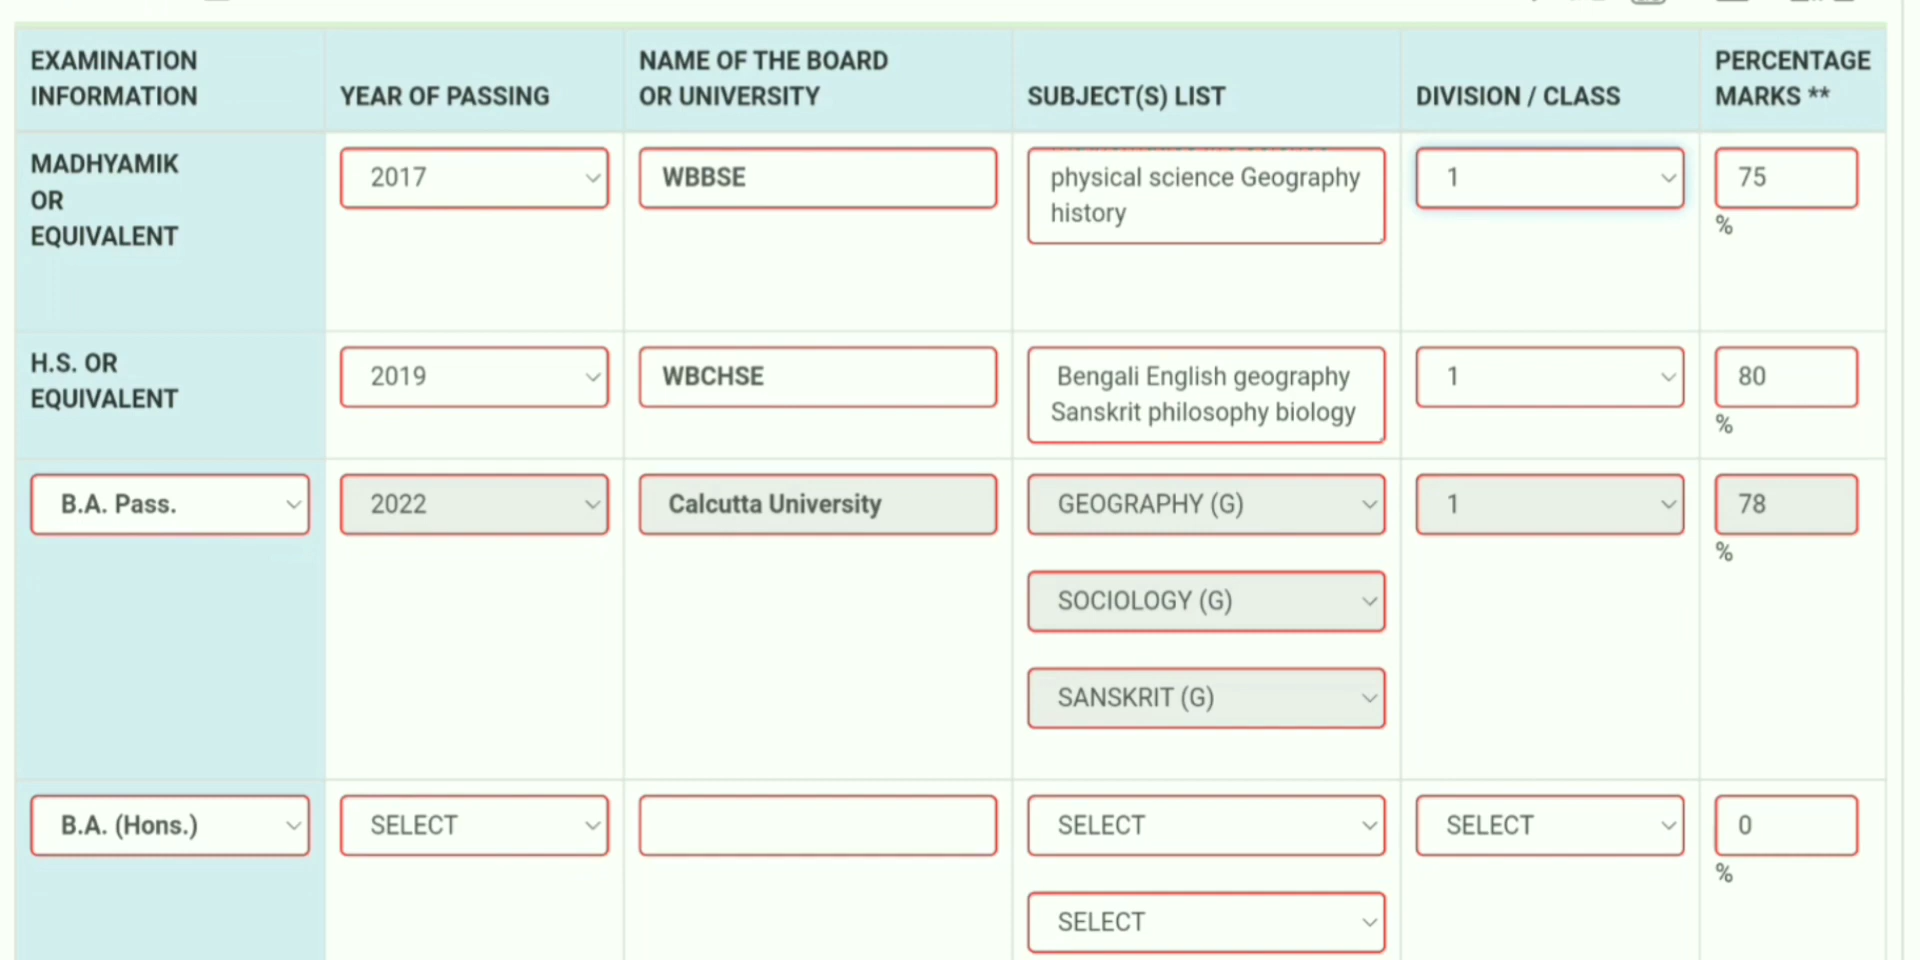 EXAMINATION
INFORMATION
YEAR OF PASSING
NAME OF THE BOARD
OR UNIVERSITY
SUBJECT(S) LIST
DIVISION / CLASS
PERCENTAGE
MARKS **
MADHYAMIK
OR
EQUIVALENT
2017
WBBSE
physical science Geography
history
1
75
%
H.S. OR
EQUIVALENT
2019
WBCHSE
Bengali English geography
Sanskrit philosophy biology
1
80
%
B.A. Pass.
2022
Calcutta University
GEOGRAPHY (G)
SOCIOLOGY (G)
SANSKRIT (G)
1
78
%
B.A. (Hons.)
SELECT
SELECT
SELECT
SELECT
0
%